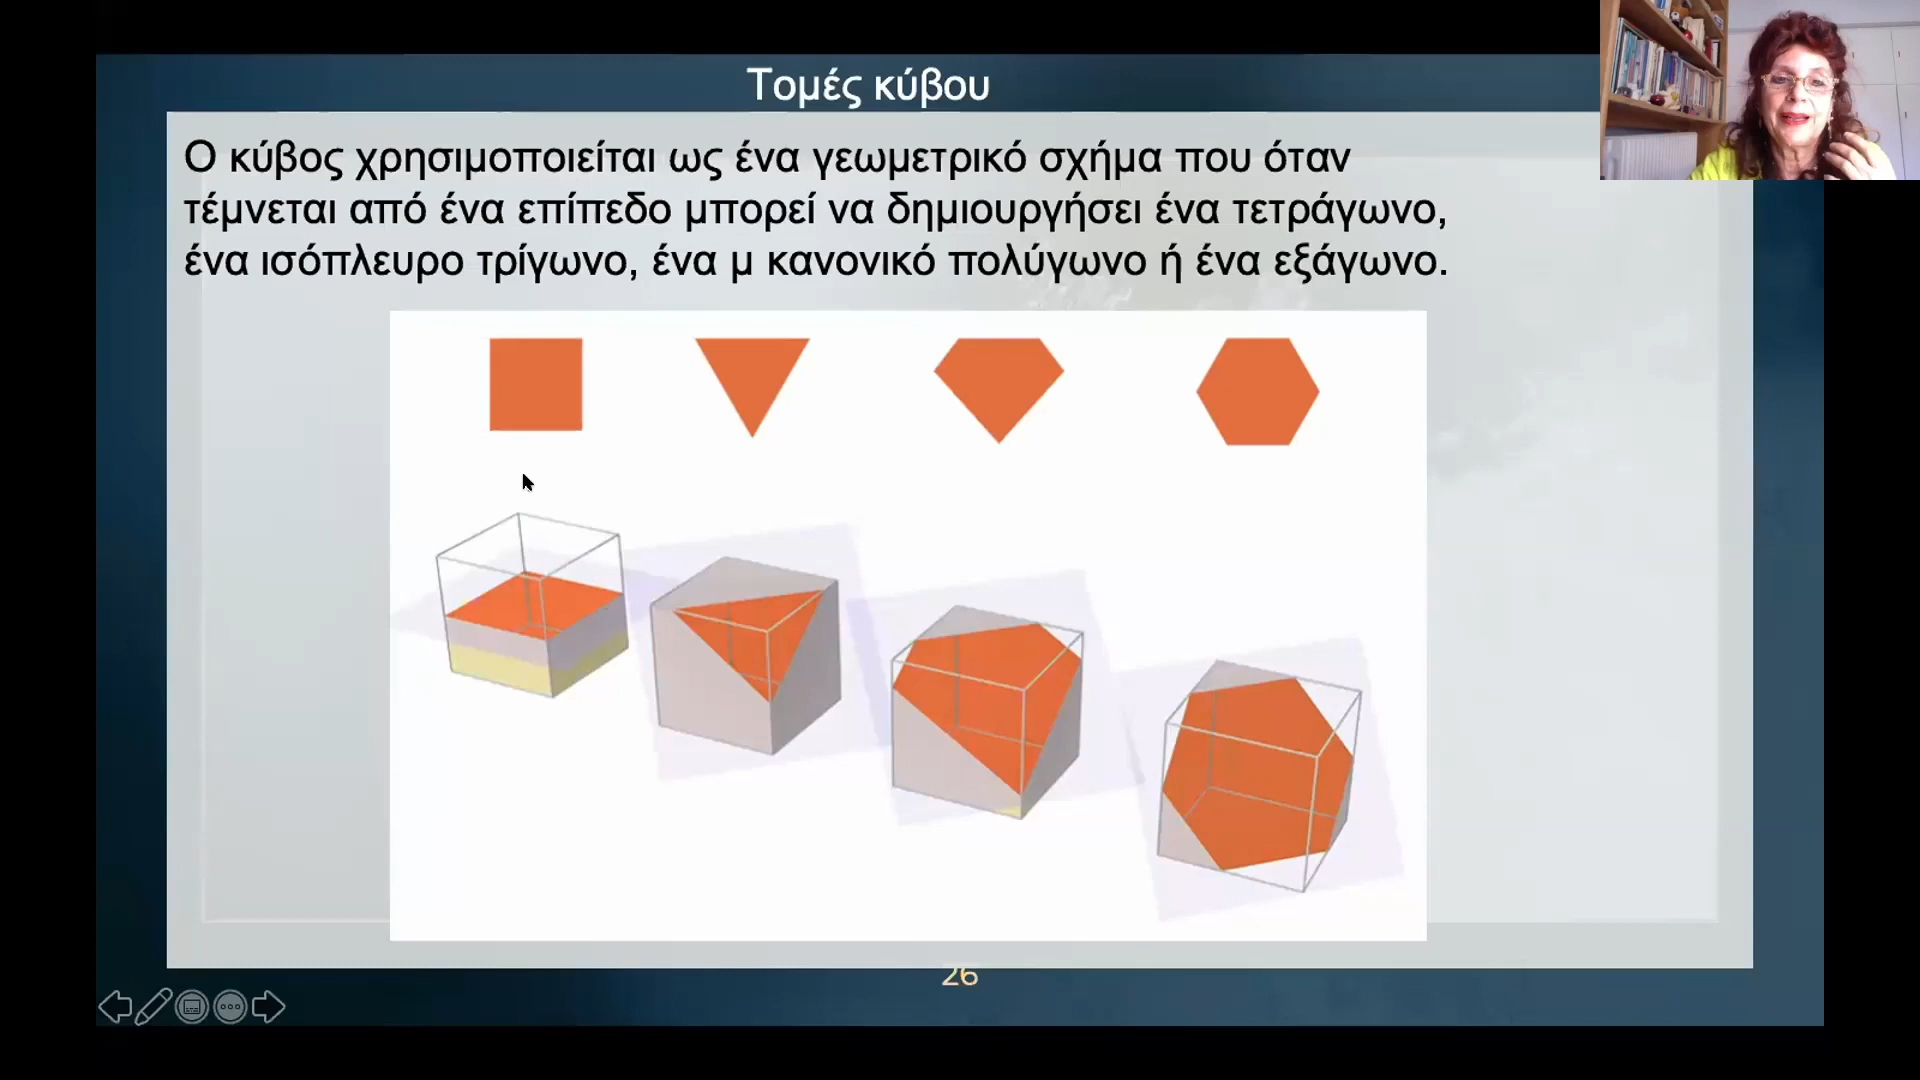 Τομές κύβου
Ο κύβος χρησιμοποιείται ως ένα γεωμετρικό σχήμα που όταν
τέμνεται από ένα επίπεδο μπορεί να δημιουργήσει ένα τετράγωνο,
ένα ισόπλευρο τρίγωνο, ένα μ κανονικό πολύγωνο ή ένα εξάγωνο.
26